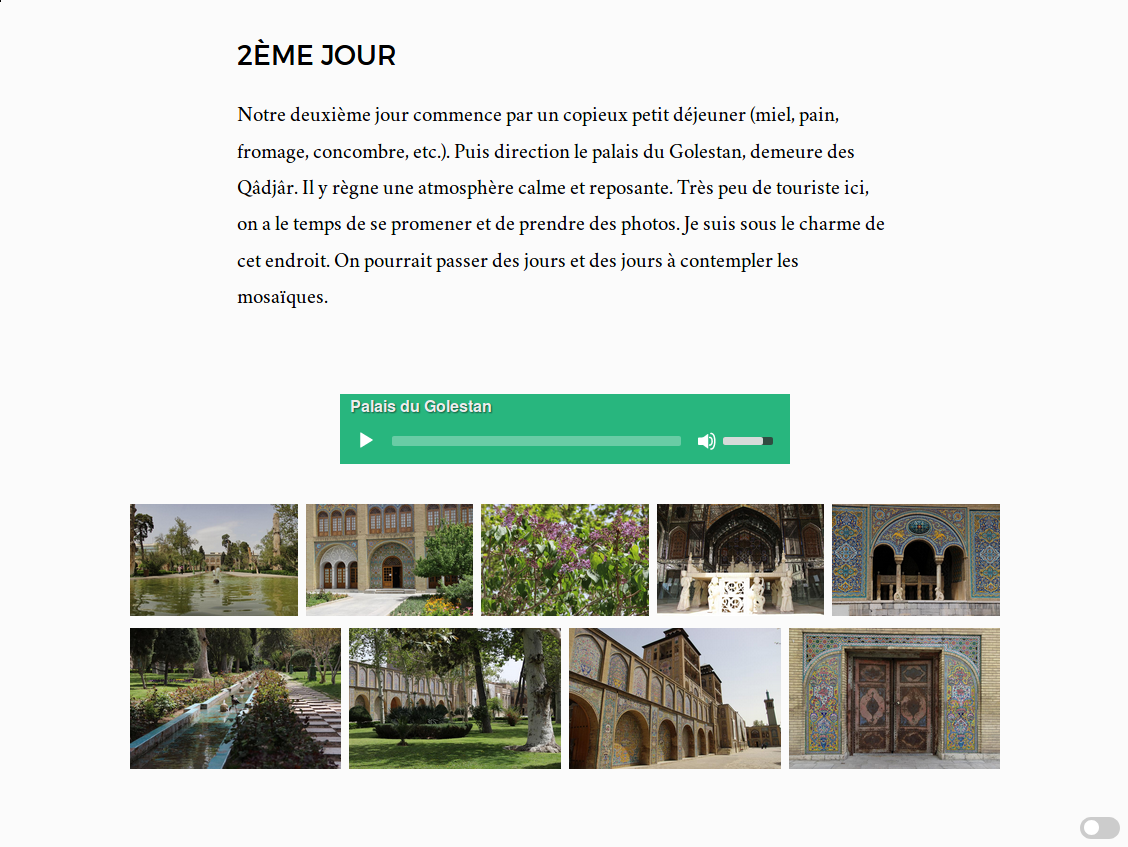 2ÈME JOUR
Notre deuxième jour commence par un copieux petit déjeuner (miel, pain,
fromage, concombre, etc.). Puis direction le palais du Golestan, demeure des
Qâdjâr. Il y règne une atmosphère calme et reposante. Très peu de touriste ici,
on a le temps de se promener et de prendre des photos. Je suis sous le charme de
cet endroit. On pourrait passer des jours et des jours à contempler les
mosaïques.
Palais du Golestan